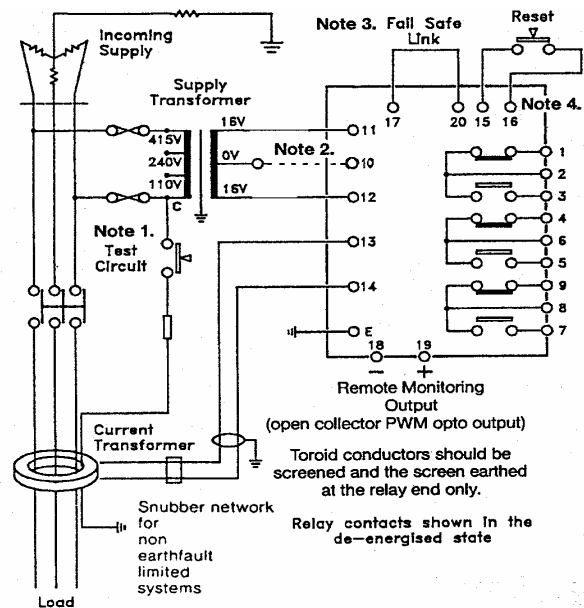 Incoming
Supply
Note 3. Fail Safe
Link
Reset
17
20
15
16
Note 4.
Supply
Transformer
16V
11
415V
0V
Note 2.
10
240V
110V
16V
12
C
1
2
3
4
6
5
9
8
7
Note 1.
Test
Circuit
13
14
E
18
19
-
+
Remote Monitoring
Output
(open collector PWM opto output)
Current
Transformer
Toroid conductors should be
screened and the screen earthed
at the relay end only.
Snubber network
for
non
earthfault
limited
systems
Relay contacts shown in the
de-energised state
Load